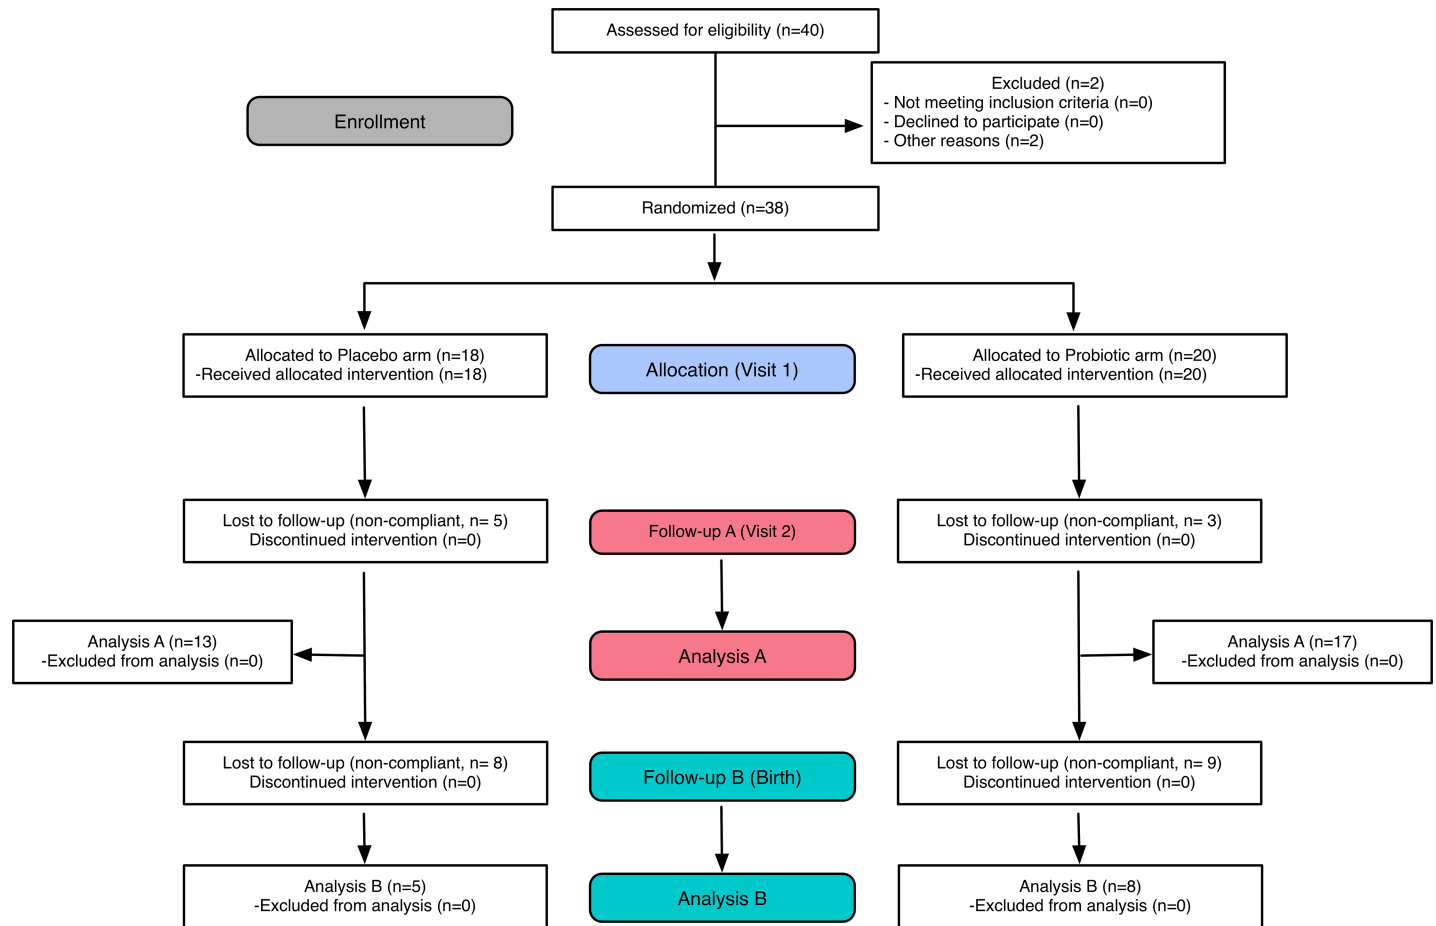 Assessed for eligibility (n=40)
Excluded (n=2)
- Not meeting inclusion criteria (n=0)
- Declined to participate (n=0)
- Other reasons (n=2)
Enrollment
Randomized (n=38)
Allocated to Placebo arm (n=18)
-Received allocated intervention (n=18)
Allocation (Visit 1)
Allocated to Probiotic arm (n=20)
-Received allocated intervention (n=20)
Lost to follow-up (non-compliant, n= 5)
Discontinued intervention (n=0)
Follow-up A (Visit 2)
Lost to follow-up (non-compliant, n= 3)
Discontinued intervention (n=0)
Analysis A (n=13)
-Excluded from analysis (n=0)
Analysis A
Analysis A (n=17)
-Excluded from analysis (n=0)
Lost to follow-up (non-compliant, n= 8)
Discontinued intervention (n=0)
Follow-up B (Birth)
Lost to follow-up (non-compliant, n= 9)
Discontinued intervention (n=0)
Analysis B (n=5)
-Excluded from analysis (n=0)
Analysis B
Analysis B (n=8)
-Excluded from analysis (n=0)